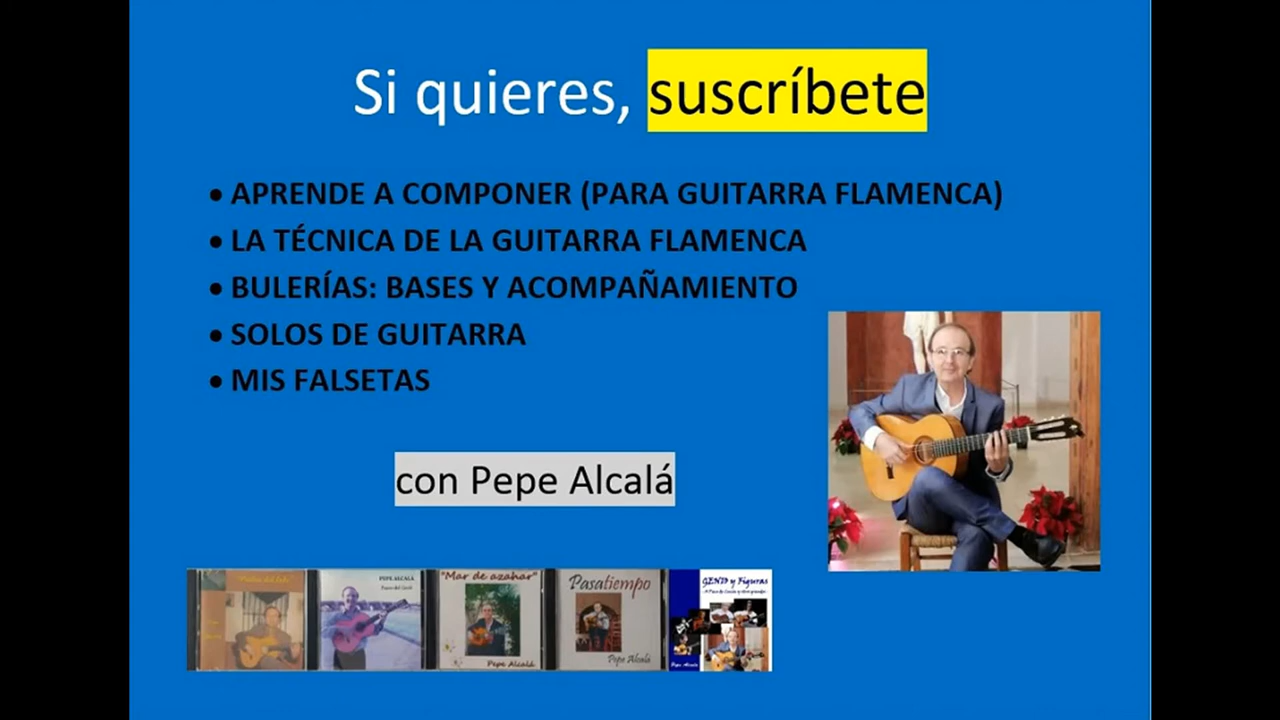 Si quieres, suscríbete
• APRENDE A COMPONER (PARA GUITARRA FLAMENCA)
• LA TÉCNICA DE LA GUITARRA FLAMENCA
• BULERÍAS: BASES Y ACOMPAÑAMIENTO
• SOLOS DE GUITARRA
• MIS FALSETAS
con Pepe Alcalá
PEPE ALCALÁ
"Mar de azahar"
Pepe Alcalá
Pasatiempo
Pepe Alcalá
GENIO y Figuras
Pepe Alcalá